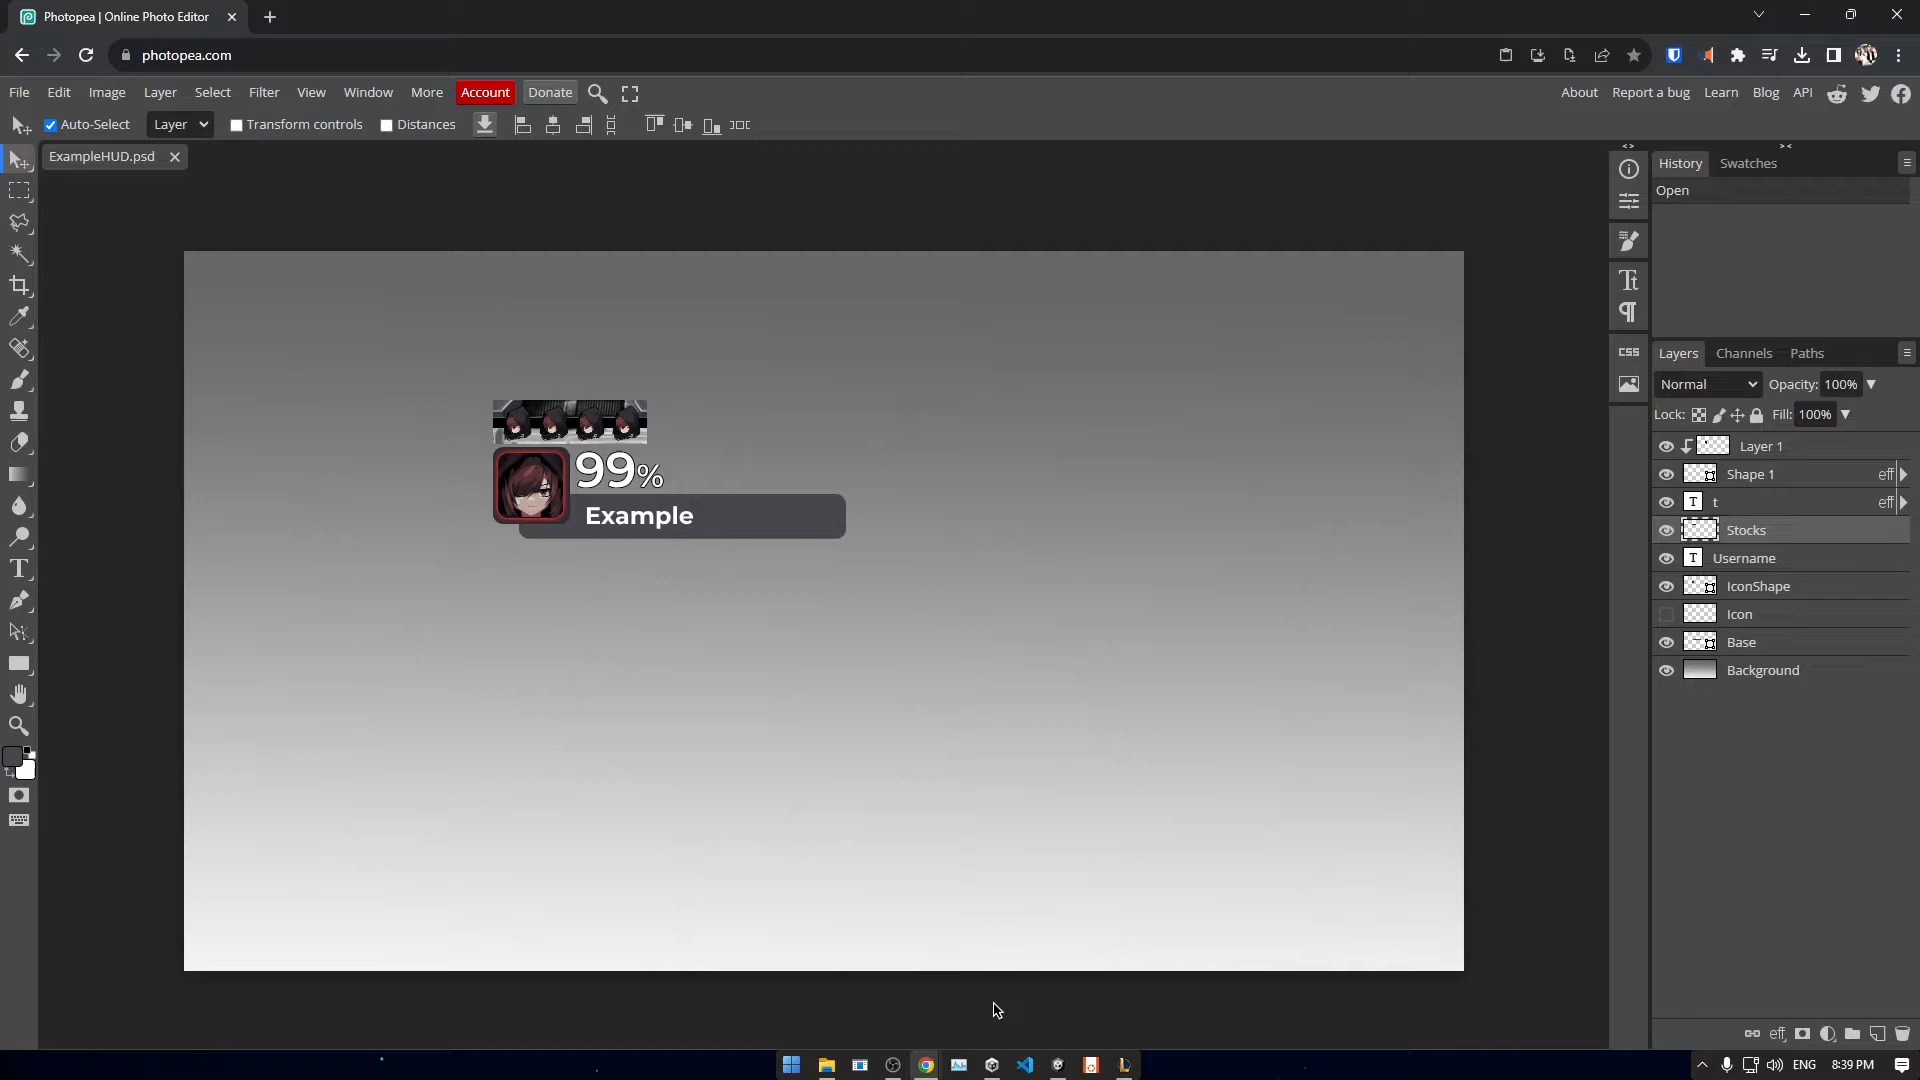 Photopea | Online Photo Editor
photopea.com
File Edit Image Layer Select Filter View Window More Account Donate
About Report a bug Learn Blog API
Auto-Select Layer Transform controls Distances
ExampleHUD.psd
History Swatches
Open
Tt
CSS
Layers Channels Paths
Normal Opacity: 100%
Lock: Fill: 100%
Layer 1
Shape 1 eff
T t eff
Stocks
T Username
IconShape
Icon
Base
Background
99%
Example
eff
ENG 8:39 PM